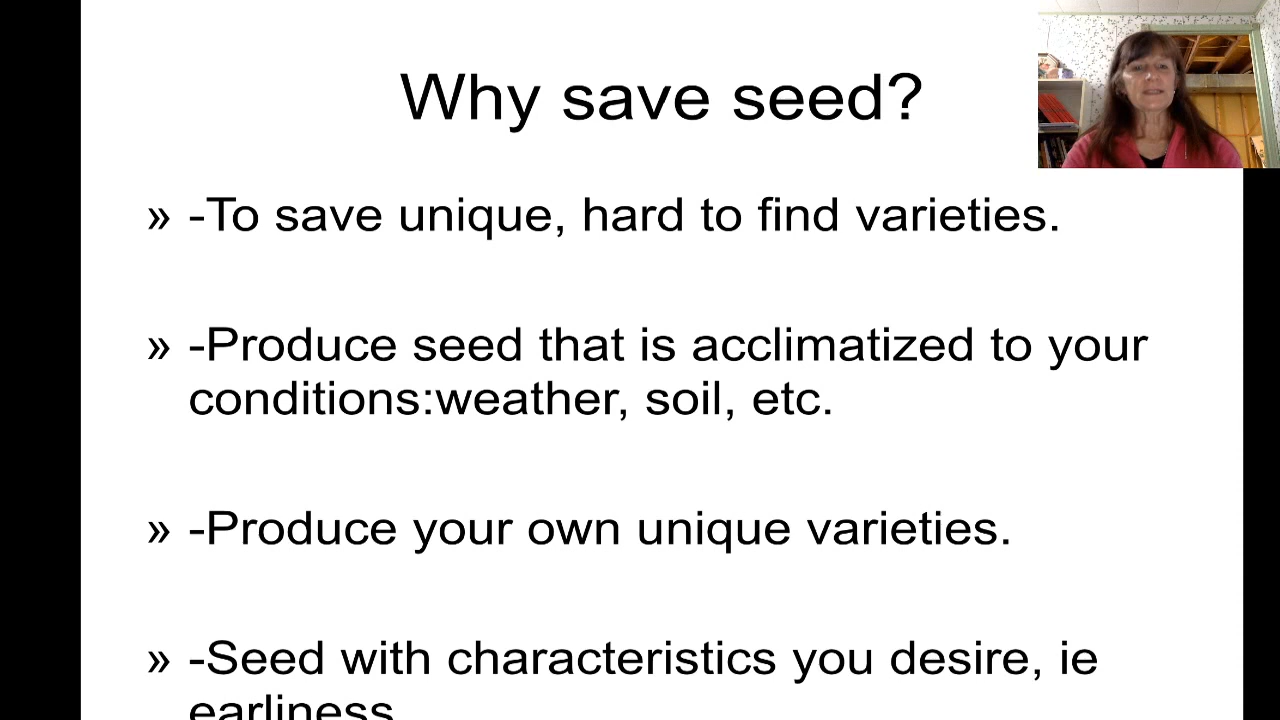 Why save seed?
» -To save unique, hard to find varieties.
» -Produce seed that is acclimatized to your
conditions:weather, soil, etc.
» -Produce your own unique varieties.
» -Seed with characteristics you desire, ie
earliness